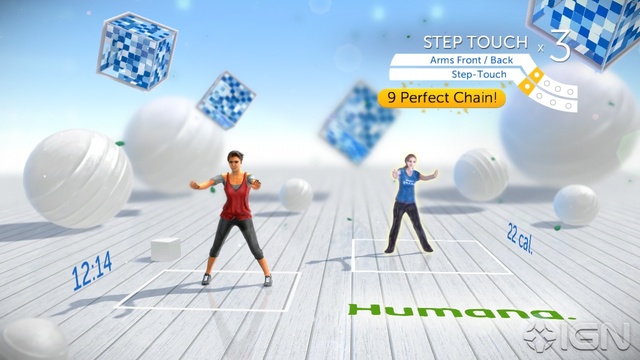 STEP TOUCH x 3
Arms Front / Back
Step-Touch
9 Perfect Chain!
12:14
22 cal.
Humana.
IGN